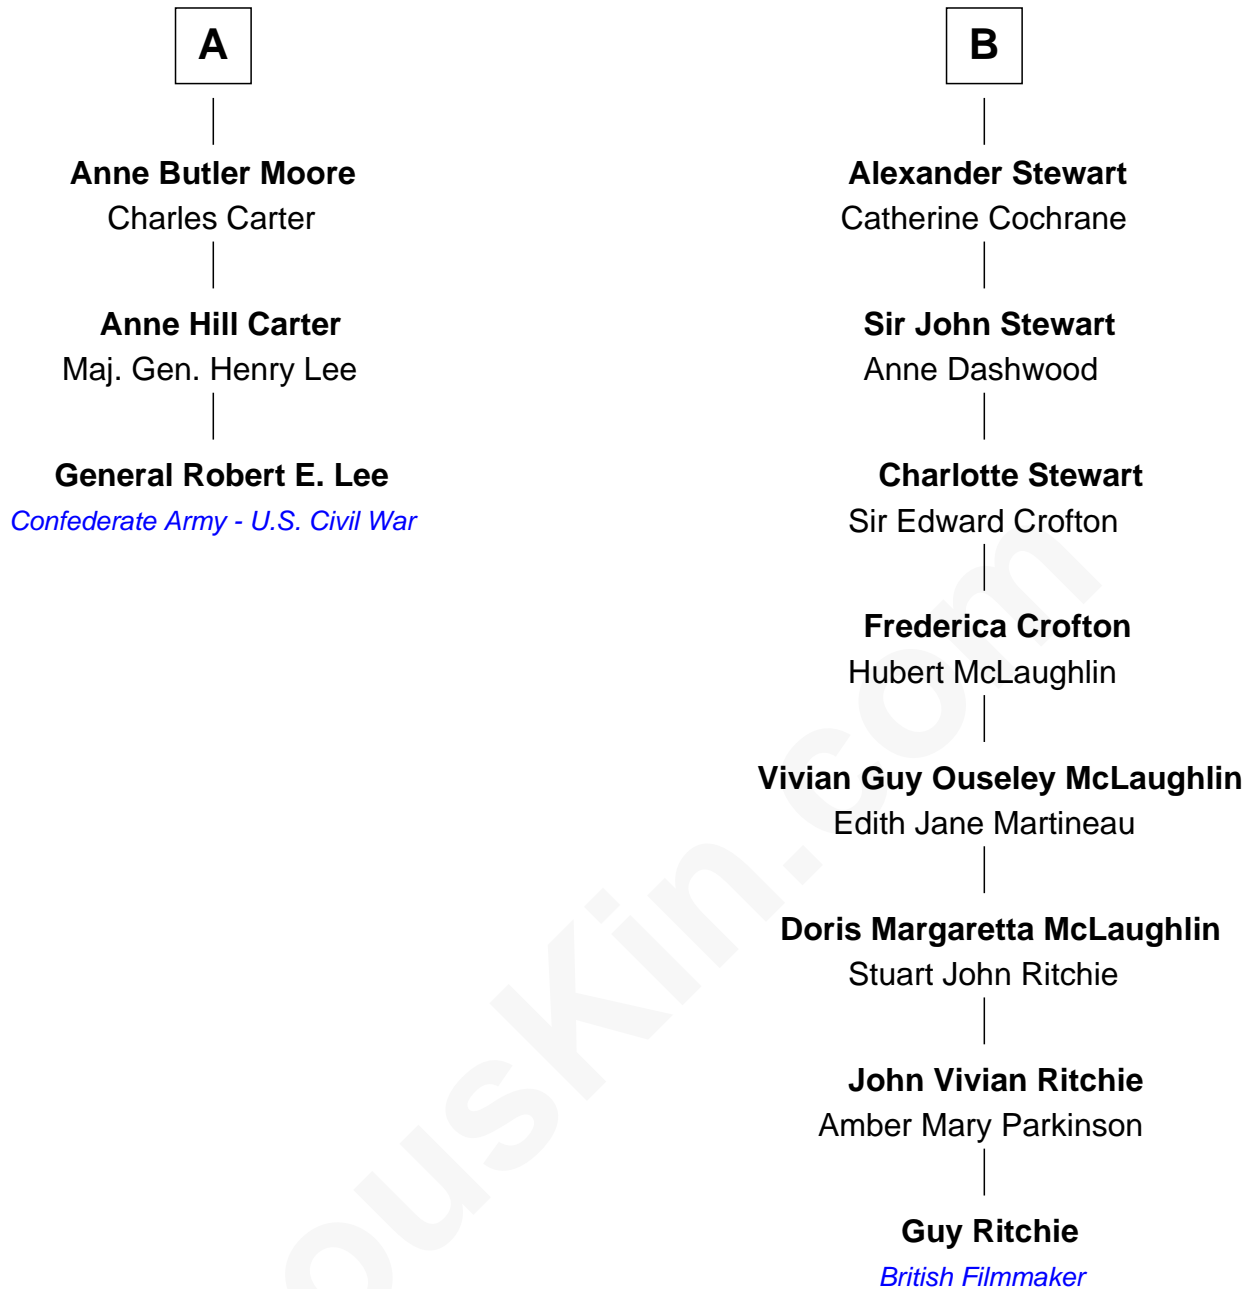 A
Anne Butler Moore
Charles Carter
Anne Hill Carter
Maj. Gen. Henry Lee
General Robert E. Lee
Confederate Army - U.S. Civil War
B
Alexander Stewart
Catherine Cochrane
Sir John Stewart
Anne Dashwood
Charlotte Stewart
Sir Edward Crofton
Frederica Crofton
Hubert McLaughlin
Vivian Guy Ouseley McLaughlin
Edith Jane Martineau
Doris Margaretta McLaughlin
Stuart John Ritchie
John Vivian Ritchie
Amber Mary Parkinson
Guy Ritchie
British Filmmaker
ousKin.com